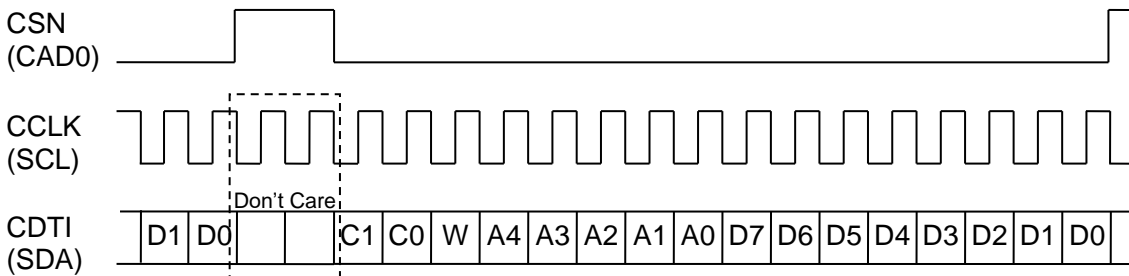 CSN
(CAD0)
CCLK
(SCL)
Don't Care
CDTI
(SDA)
D1 D0 C1 C0 W A4 A3 A2 A1 A0 D7 D6 D5 D4 D3 D2 D1 D0